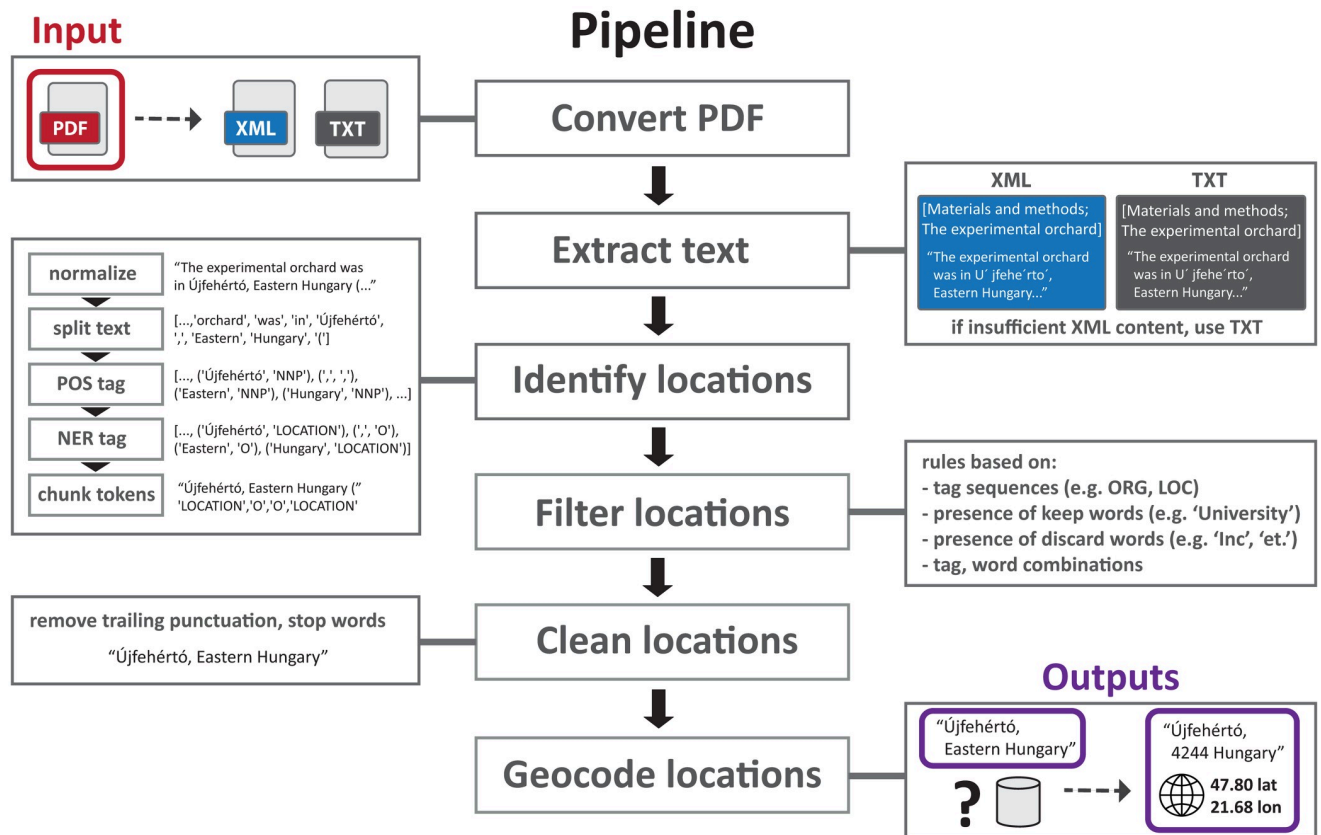 Input
Pipeline
PDF
XML
TXT
Convert PDF
XML
TXT
[Materials and methods;
The experimental orchard]
“The experimental orchard
was in U´ jfehe´rto´,
Eastern Hungary...”
[Materials and methods;
The experimental orchard]
“The experimental orchard
was in U´ jfehe´rto´,
Eastern Hungary...”
if insufficient XML content, use TXT
Extract text
normalize
“The experimental orchard was
in Újfehértó, Eastern Hungary (...”
split text
[...,'orchard', 'was', 'in', 'Újfehértó',
',', 'Eastern', 'Hungary', '(']
POS tag
[..., ('Újfehértó', 'NNP'), (',', ','),
('Eastern', 'NNP'), ('Hungary', 'NNP'), ...]
NER tag
[..., ('Újfehértó', 'LOCATION'), (',', 'O'),
('Eastern', 'O'), ('Hungary', 'LOCATION')]
chunk tokens
“Újfehértó, Eastern Hungary (”
'LOCATION','O','O','LOCATION'
Identify locations
Filter locations
rules based on:
- tag sequences (e.g. ORG, LOC)
- presence of keep words (e.g. ‘University’)
- presence of discard words (e.g. ‘Inc’, ‘et.’)
- tag, word combinations
remove trailing punctuation, stop words
“Újfehértó, Eastern Hungary”
Clean locations
Outputs
Geocode locations
“Újfehértó,
Eastern Hungary”
?
“Újfehértó,
4244 Hungary”
47.80 lat
21.68 lon